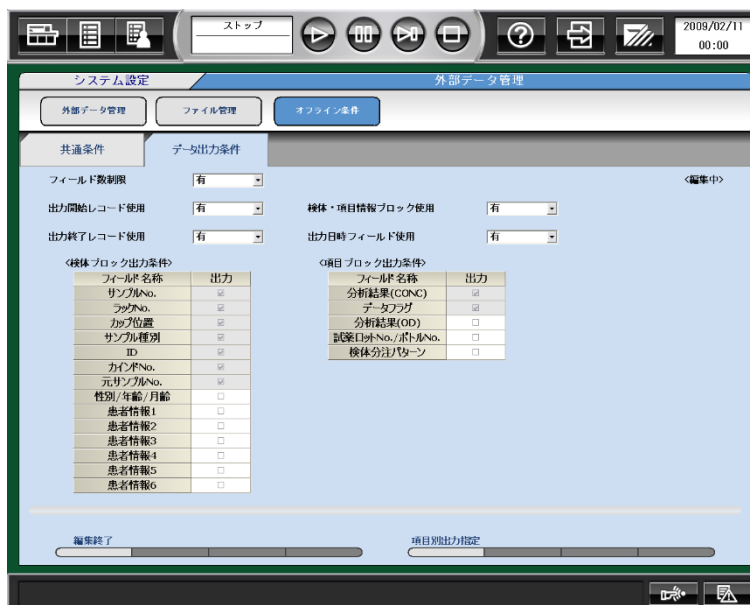 ストップ
2009/02/11
00:00
システム設定
外部データ管理
外部データ管理
ファイル管理
オフライン条件
共通条件
データ出力条件
フィールド数制限
有
<編集中>
出力開始レコード使用
有
検体・項目情報ブロック使用
有
出力終了レコード使用
有
出力日時フィールド使用
有
<検体ブロック出力条件>
フィールド名称 出力
サンプルNo.
ラックNo.
カップ位置
サンプル種別
ID
カインドNo.
元サンプルNo.
性別/年齢/月齢
患者情報1
患者情報2
患者情報3
患者情報4
患者情報5
患者情報6
<項目ブロック出力条件>
フィールド名称 出力
分析結果(CONC)
データフラグ
分析結果(OD)
試薬ロットNo./ボトルNo.
検体分注パターン
編集終了
項目別出力指定